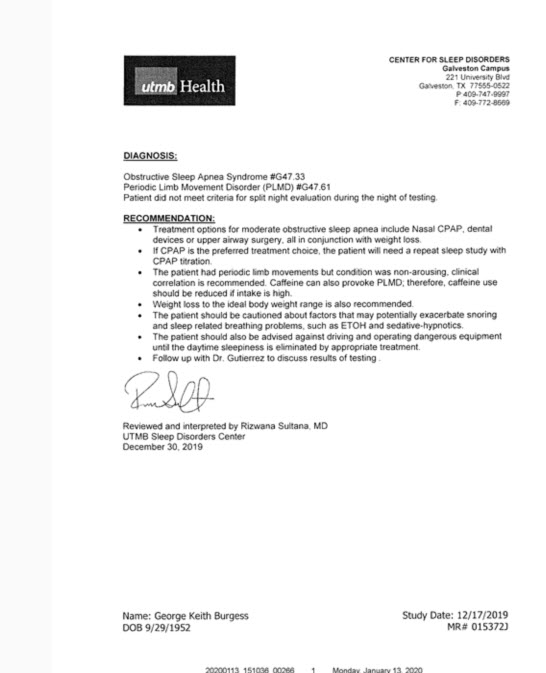 utmb Health
CENTER FOR SLEEP DISORDERS
Galveston Campus
221 University Blvd
Galveston, TX 77555-0522
P 409-747-9997
F: 409-772-8669
DIAGNOSIS:
Obstructive Sleep Apnea Syndrome #G47.33
Periodic Limb Movement Disorder (PLMD) #G47.61
Patient did not meet criteria for split night evaluation during the night of testing.
RECOMMENDATION:
• Treatment options for moderate obstructive sleep apnea include Nasal CPAP, dental
devices or upper airway surgery, all in conjunction with weight loss.
• If CPAP is the preferred treatment choice, the patient will need a repeat sleep study with
CPAP titration.
• The patient had periodic limb movements but condition was non-arousing, clinical
correlation is recommended. Caffeine can also provoke PLMD; therefore, caffeine use
should be reduced if intake is high.
• Weight loss to the ideal body weight range is also recommended.
• The patient should be cautioned about factors that may potentially exacerbate snoring
and sleep related breathing problems, such as ETOH and sedative-hypnotics.
• The patient should also be advised against driving and operating dangerous equipment
until the daytime sleepiness is eliminated by appropriate treatment.
• Follow up with Dr. Gutierrez to discuss results of testing .
Reviewed and interpreted by Rizwana Sultana, MD
UTMB Sleep Disorders Center
December 30, 2019
Name: George Keith Burgess
DOB 9/29/1952
Study Date: 12/17/2019
MR# 015372J
20200113_151036_00266 1 Monday, January 13, 2020